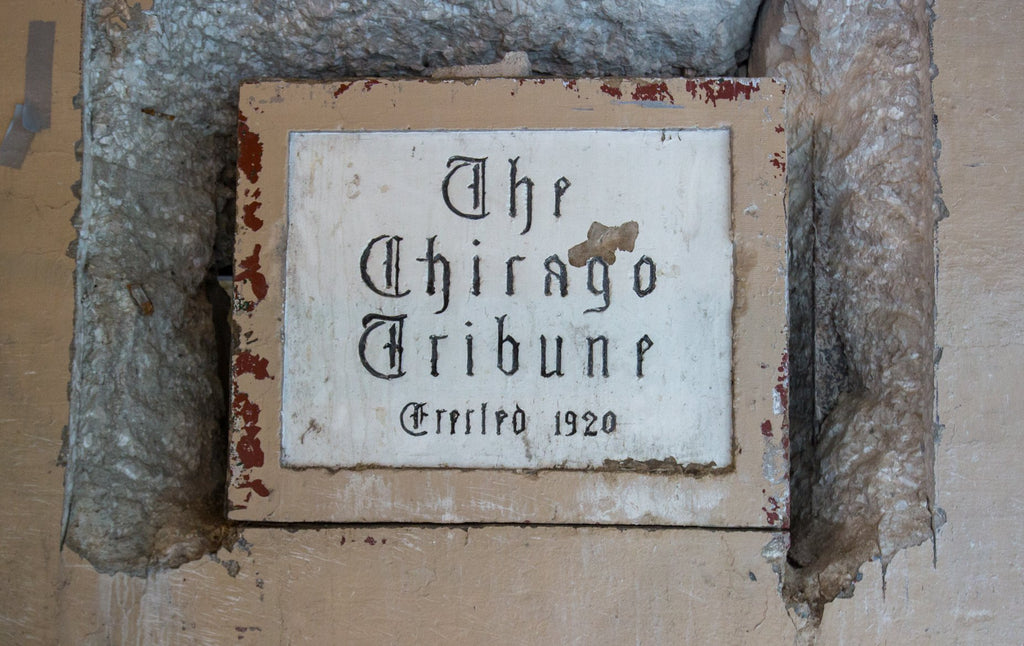 The
Chicago
Tribune
Erected 1920